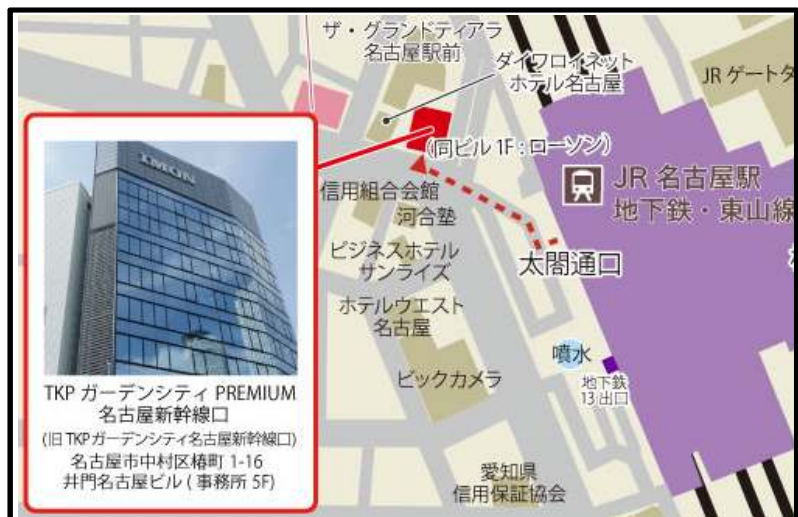 ザ・グランドティアラ
名古屋駅前
ダイワロイネット
ホテル名古屋
JR ゲートタ
(同ビル 1F：ローソン)
IMON
信用組合会館
河合塾
JR 名古屋駅
地下鉄・東山線
ビジネスホテル
サンライズ
太閤通口
ホテルウエスト
名古屋
噴水
ビックカメラ
地下鉄
13 出口
TKP ガーデンシティ PREMIUM
名古屋新幹線口
(旧 TKP ガーデンシティ名古屋新幹線口)
名古屋市中村区椿町 1-16
井門名古屋ビル ( 事務所 5F)
愛知県
信用保証協会